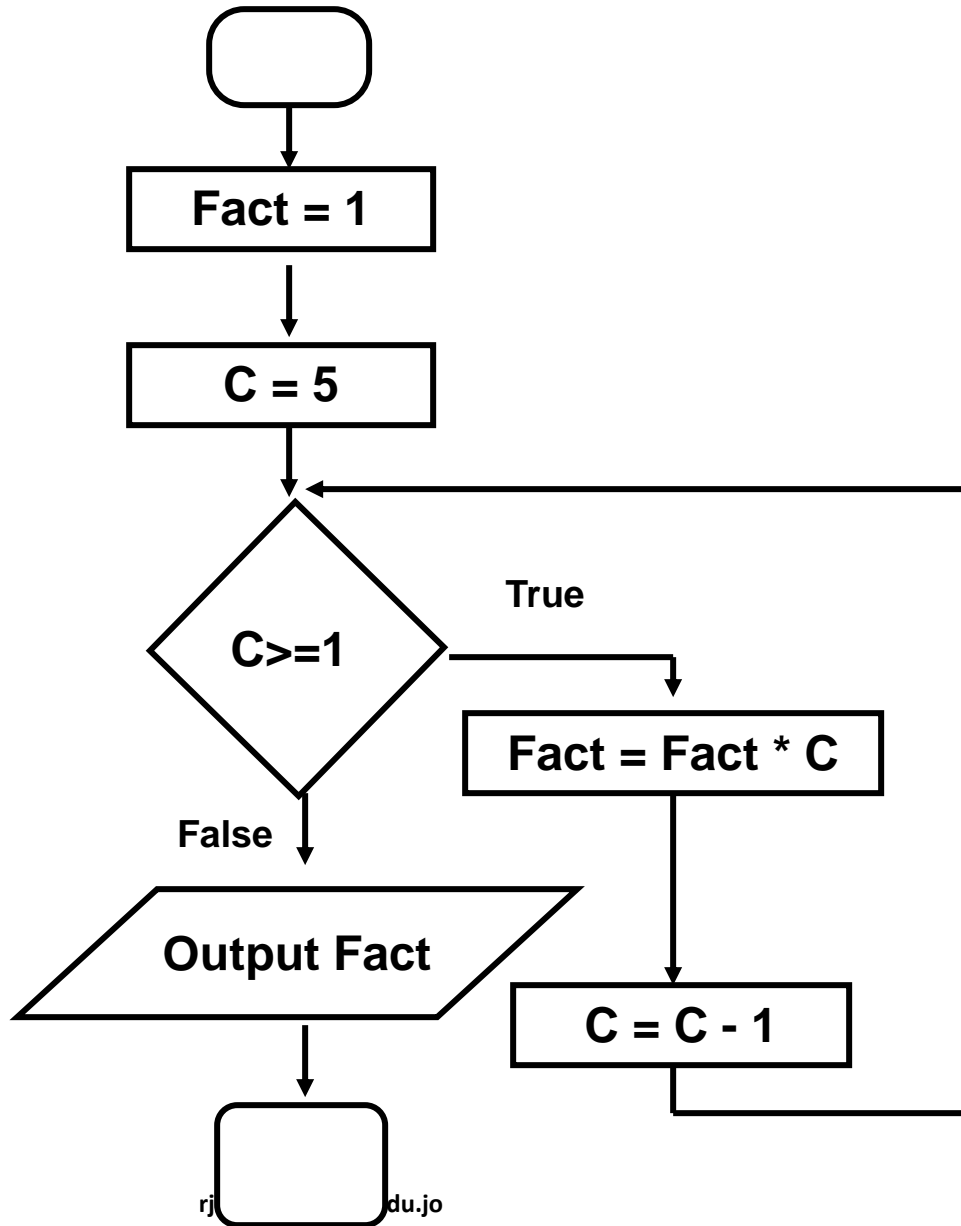 Fact = 1
C = 5
True
C>=1
Fact = Fact * C
False
Output Fact
C = C - 1